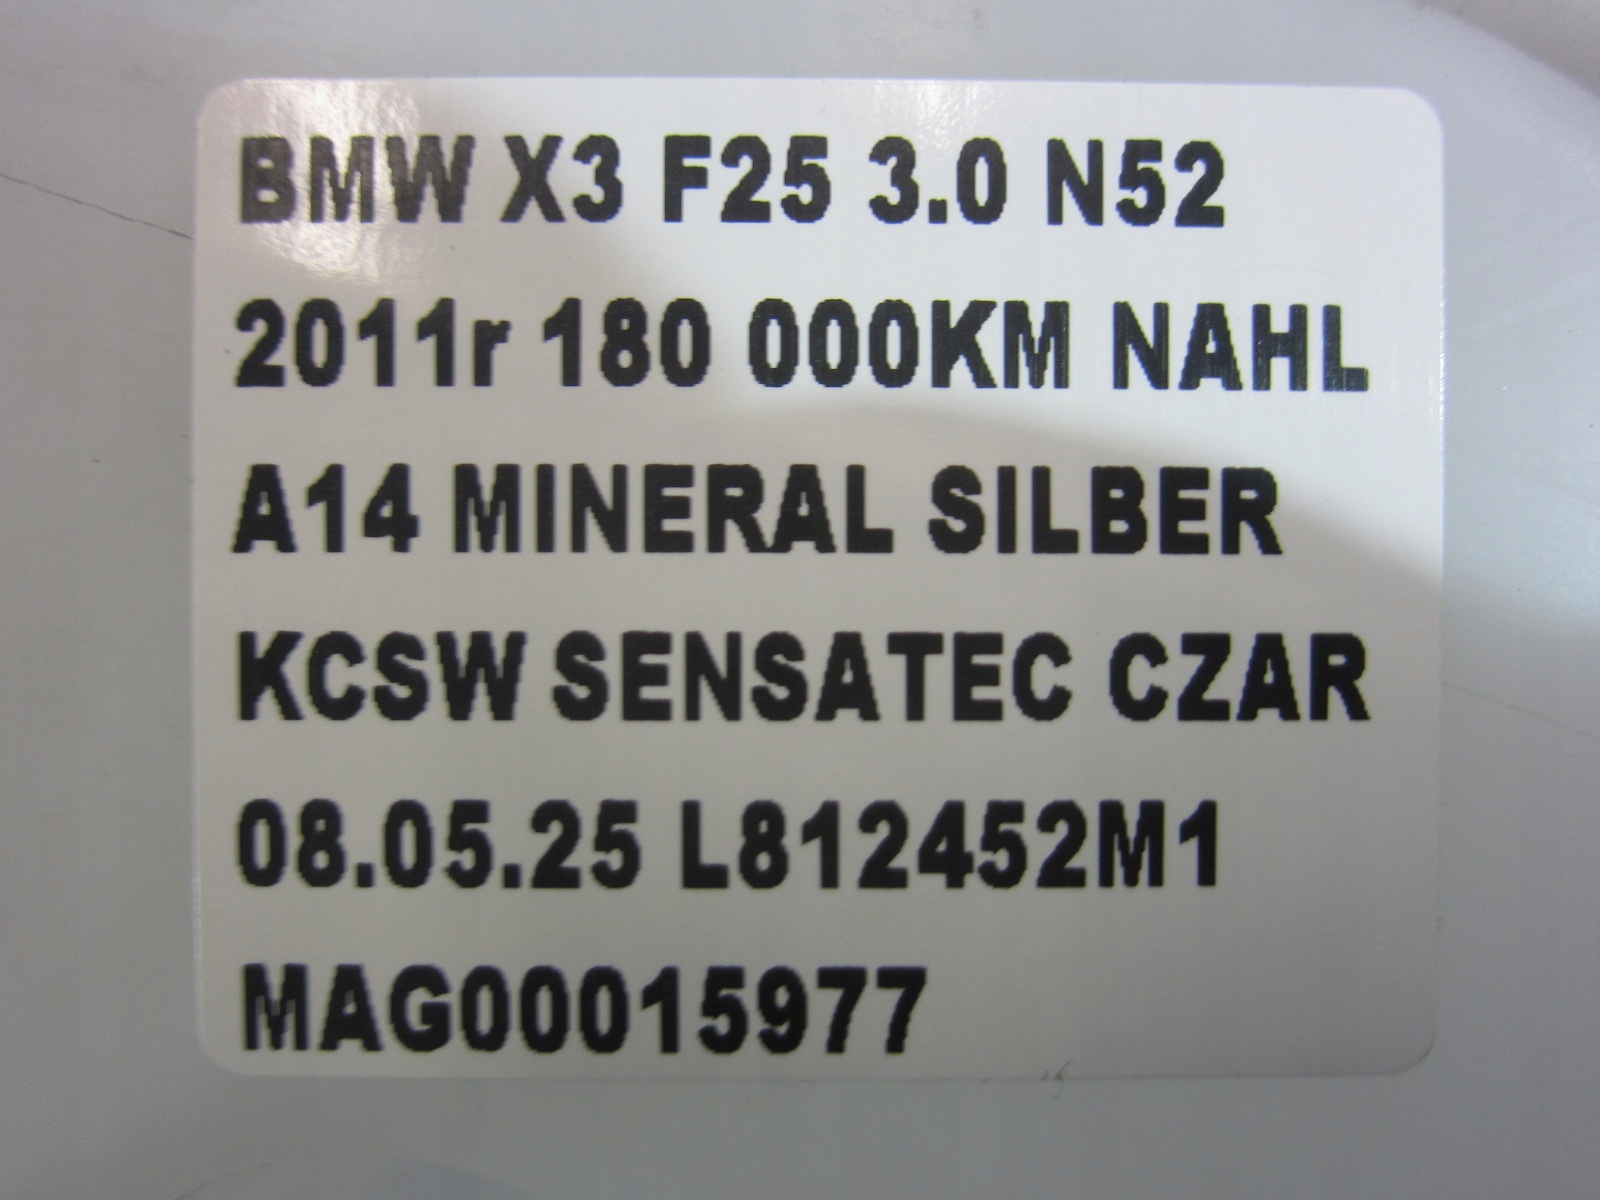 BMW X3 F25 3.0 N52
2011r 180 000KM NAHL
A14 MINERAL SILBER
KCSW SENSATEC CZAR
08.05.25 L812452M1
MAG00015977